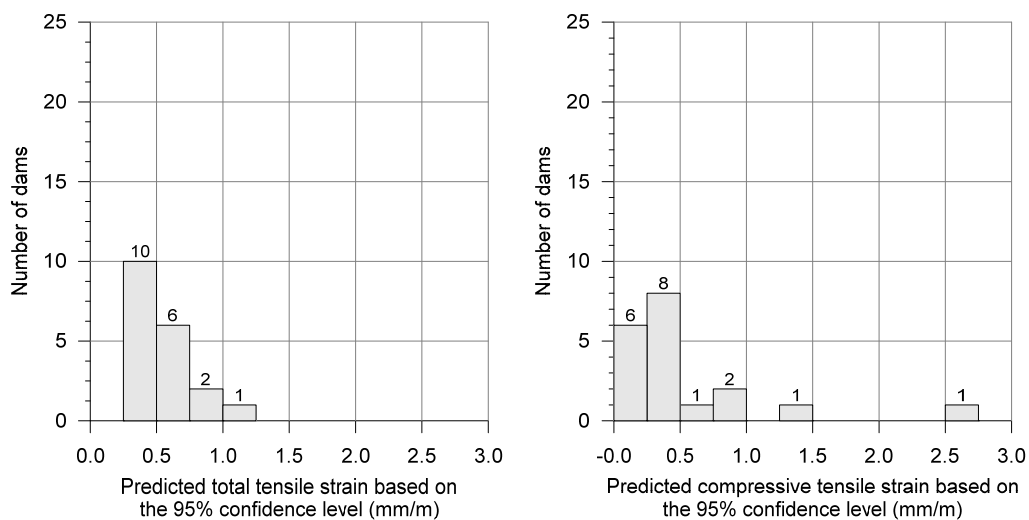 25
20
15
10
5
0
Number of dams
10
6
2
1
0.0 0.5 1.0 1.5 2.0 2.5 3.0
Predicted total tensile strain based on
the 95% confidence level (mm/m)
25
20
15
10
5
0
Number of dams
6
8
1
2
1
1
-0.0 0.5 1.0 1.5 2.0 2.5 3.0
Predicted compressive tensile strain based on
the 95% confidence level (mm/m)